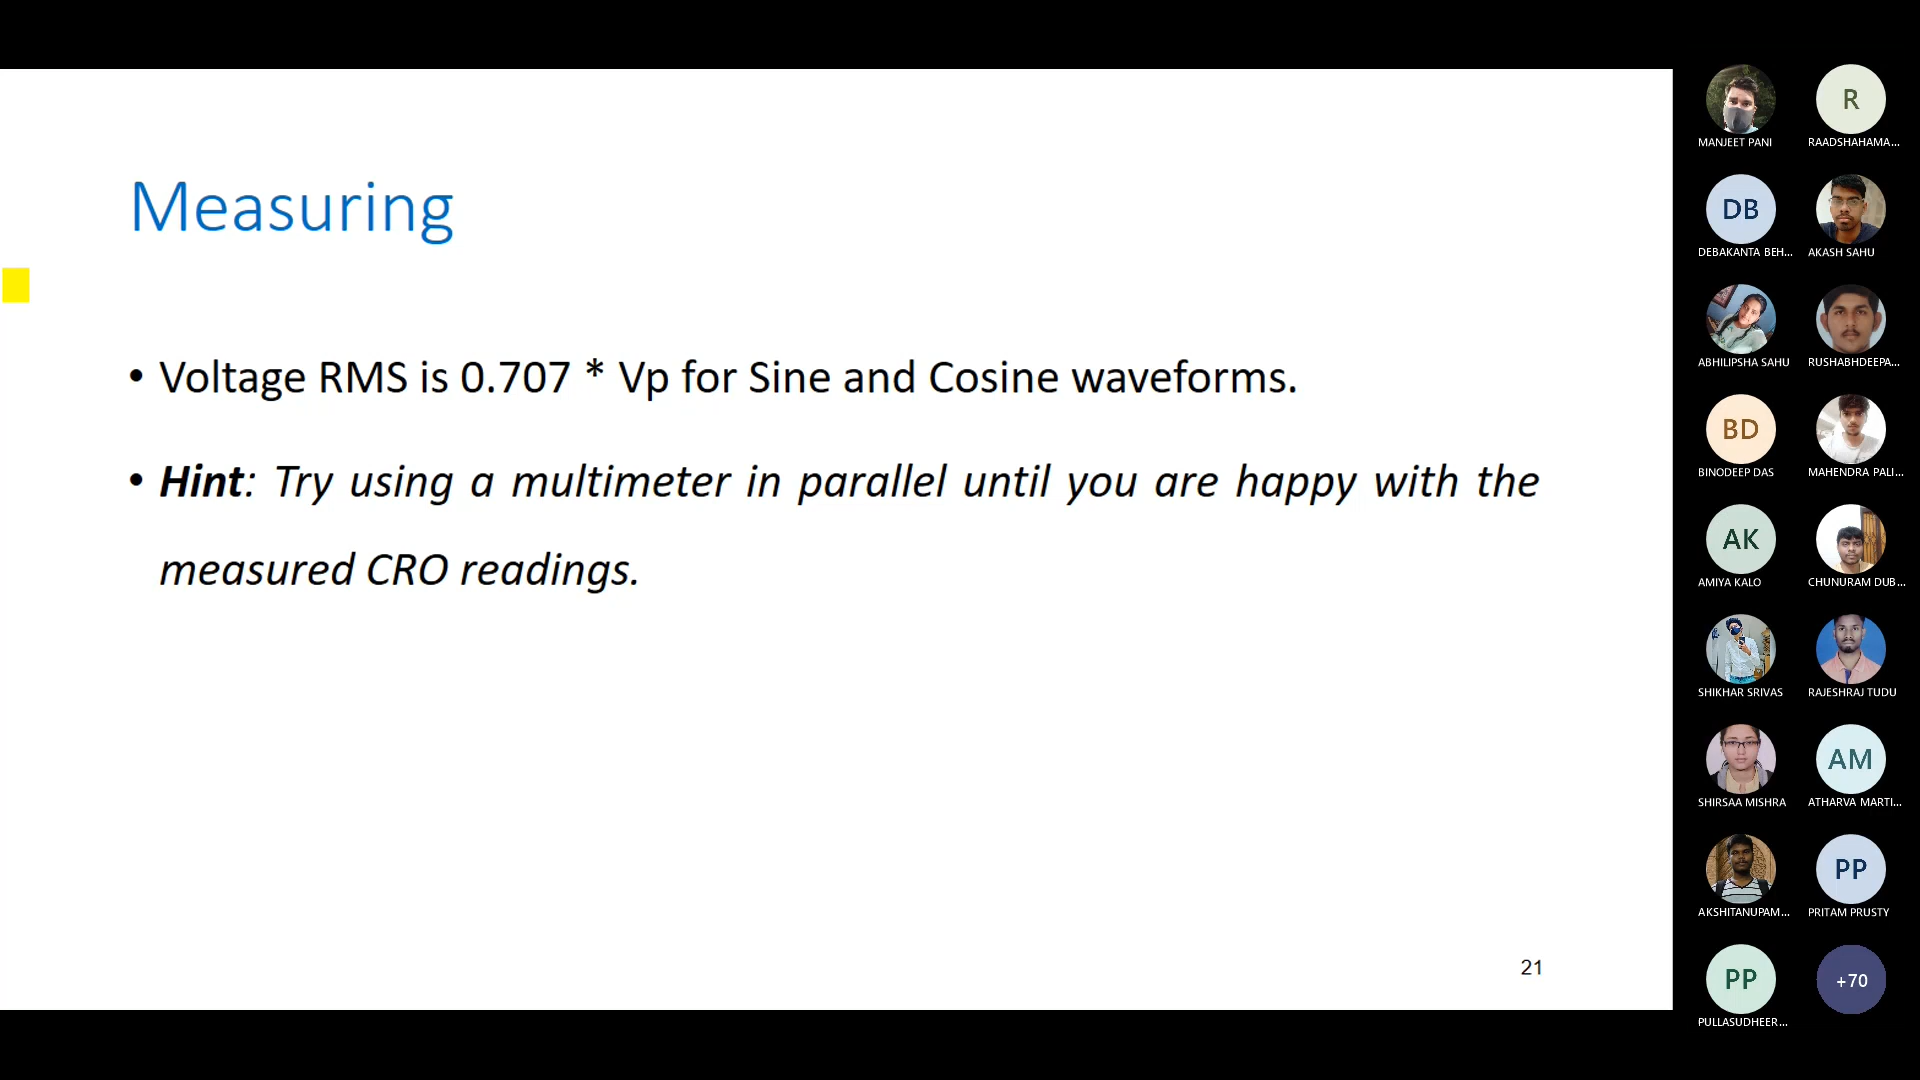 Measuring
• Voltage RMS is 0.707 * Vp for Sine and Cosine waveforms.
• Hint: Try using a multimeter in parallel until you are happy with the
measured CRO readings.
21
MANJEET PANI
R
RAADSHAHAMA...
DB
DEBAKANTA BEH...
AKASH SAHU
ABHILIPSHA SAHU
RUSHABHDEEPA...
BD
BINODEEP DAS
MAHENDRA PALI...
AK
AMIYA KALO
CHUNURAM DUB...
SHIKHAR SRIVAS
RAJESHRAJ TUDU
SHIRSAA MISHRA
AM
ATHARVA MARTI...
AKSHITANUPAM...
PP
PRITAM PRUSTY
PP
PULLASUDHEER...
+70